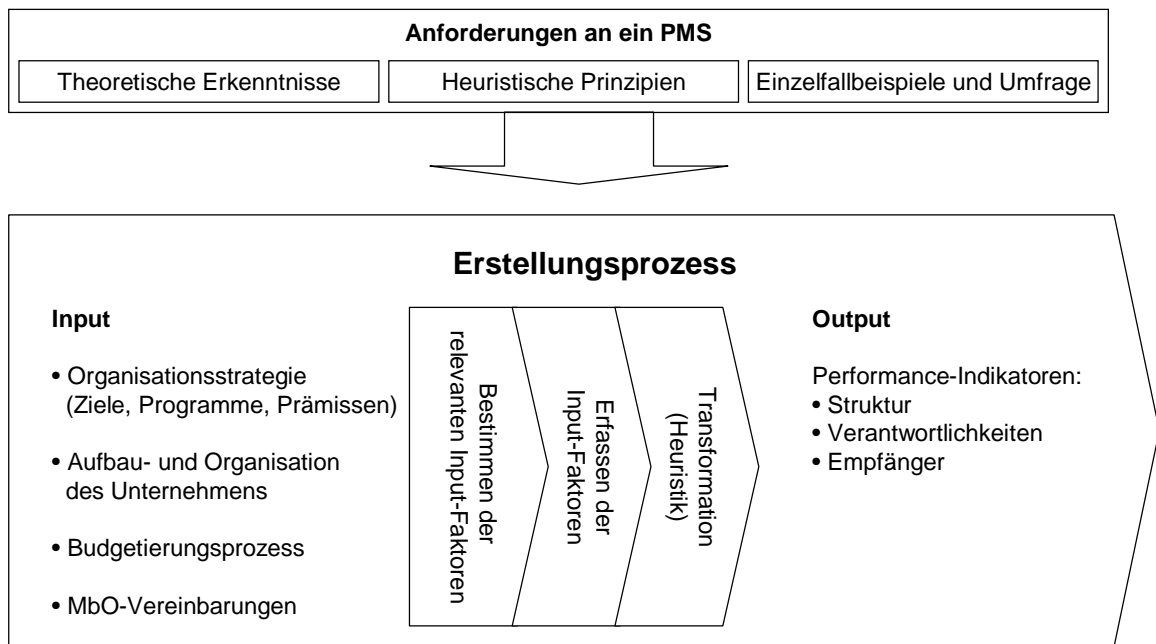 Anforderungen an ein PMS
Theoretische Erkenntnisse
Heuristische Prinzipien
Einzelfallbeispiele und Umfrage
Erstellungsprozess
Input
• Organisationsstrategie
(Ziele, Programme, Prämissen)
• Aufbau- und Organisation
des Unternehmens
• Budgetierungsprozess
• MbO-Vereinbarungen
Bestimmen der
relevanten Input-Faktoren
Erfassen der
Input-Faktoren
Transformation
(Heuristik)
Output
Performance-Indikatoren:
• Struktur
• Verantwortlichkeiten
• Empfänger